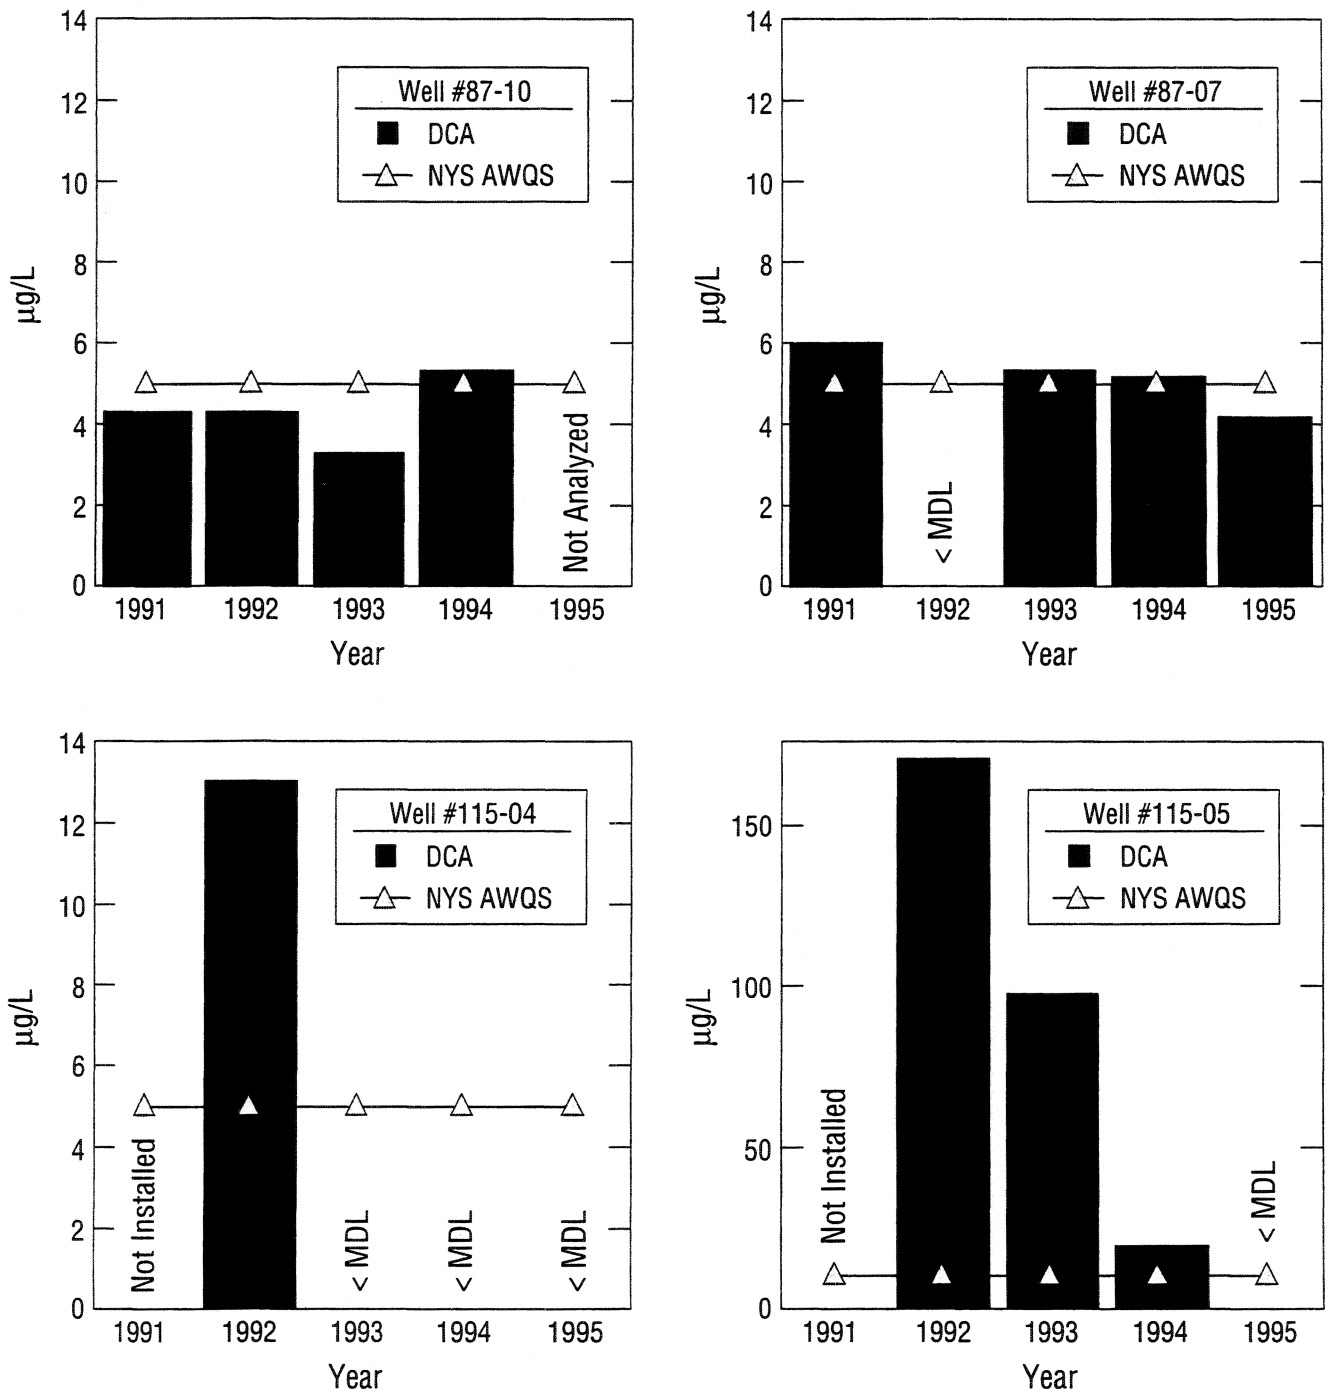 14
12
10
8
6
4
2
0
µg/L
Well #87-10
DCA
NYS AWQS
Not Analyzed
1991 1992 1993 1994 1995
Year
14
12
10
8
6
4
2
0
µg/L
Well #87-07
DCA
NYS AWQS
< MDL
1991 1992 1993 1994 1995
Year
14
12
10
8
6
4
2
0
µg/L
Well #115-04
DCA
NYS AWQS
Not Installed
< MDL
< MDL
< MDL
1991 1992 1993 1994 1995
Year
150
100
50
0
µg/L
Well #115-05
DCA
NYS AWQS
Not Installed
< MDL
1991 1992 1993 1994 1995
Year